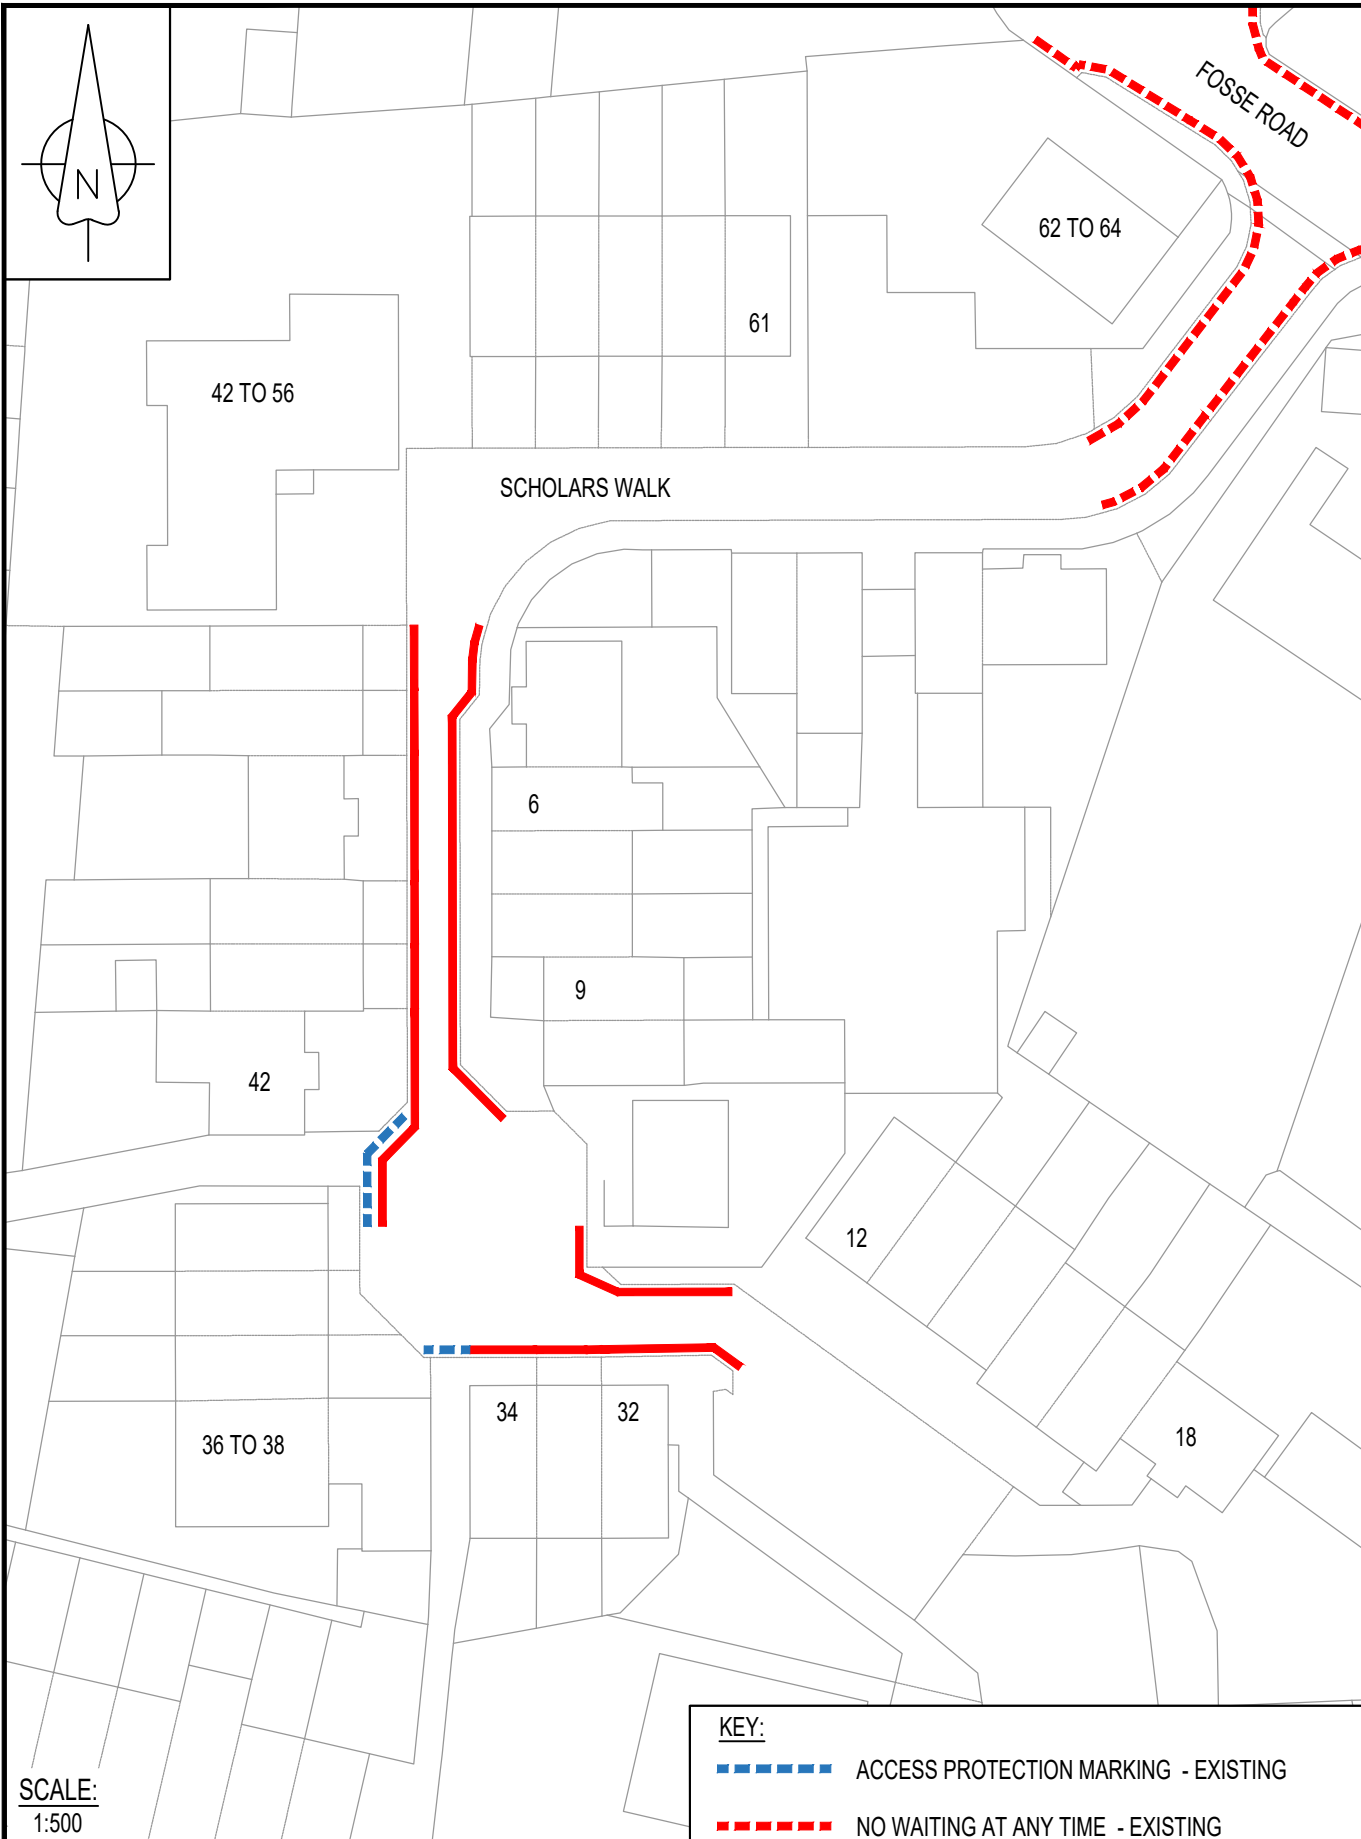 N
FOSSE ROAD
62 TO 64
61
42 TO 56
SCHOLARS WALK
6
9
42
12
34
32
36 TO 38
18
KEY:
ACCESS PROTECTION MARKING - EXISTING
NO WAITING AT ANY TIME - EXISTING
SCALE:
1:500